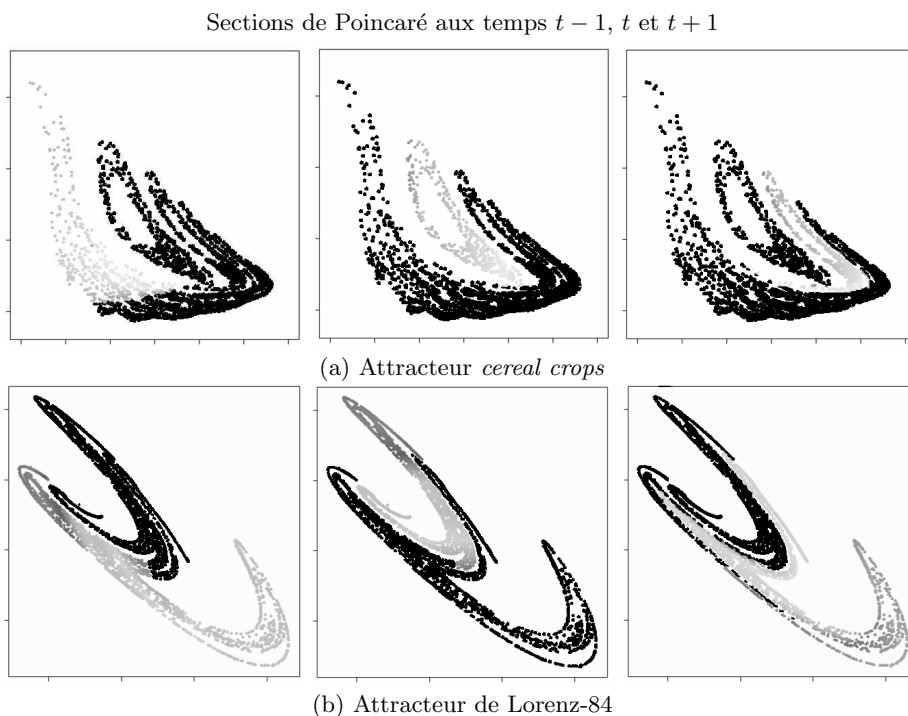 Sections de Poincaré aux temps t − 1, t et t + 1
(a) Attracteur cereal crops
(b) Attracteur de Lorenz-84